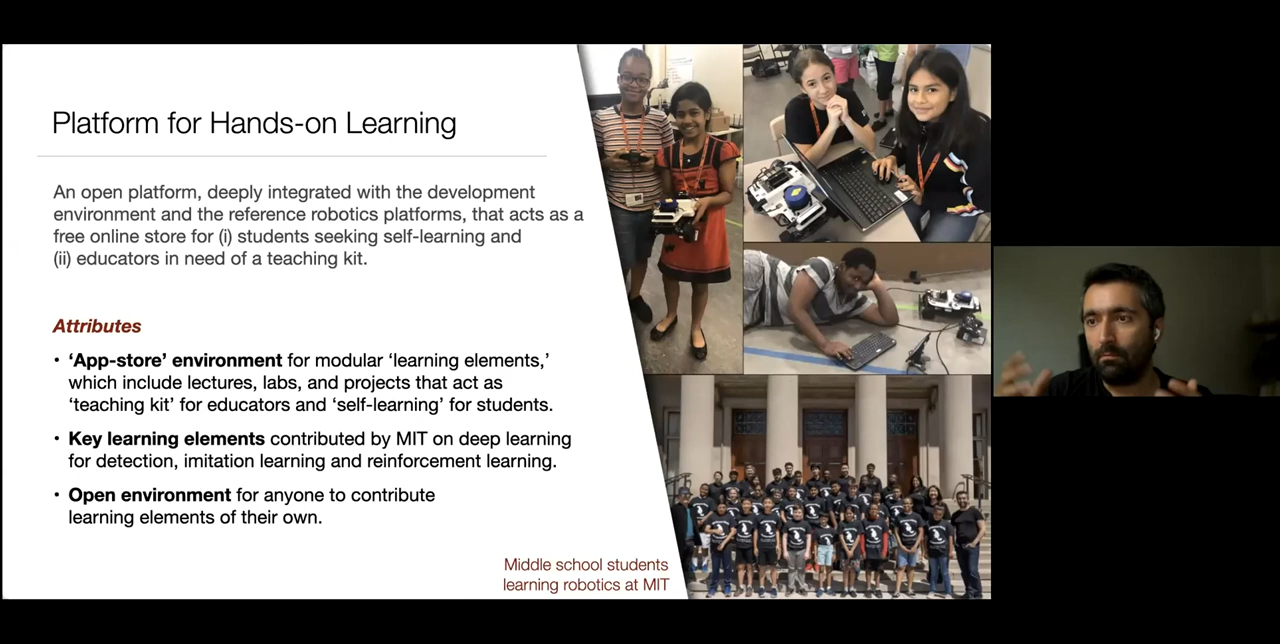 Platform for Hands-on Learning
An open platform, deeply integrated with the development
environment and the reference robotics platforms, that acts as a
free online store for (i) students seeking self-learning and
(ii) educators in need of a teaching kit.
Attributes
• ‘App-store’ environment for modular ‘learning elements,’
which include lectures, labs, and projects that act as
‘teaching kit’ for educators and ‘self-learning’ for students.
• Key learning elements contributed by MIT on deep learning
for detection, imitation learning and reinforcement learning.
• Open environment for anyone to contribute
learning elements of their own.
Middle school students
learning robotics at MIT